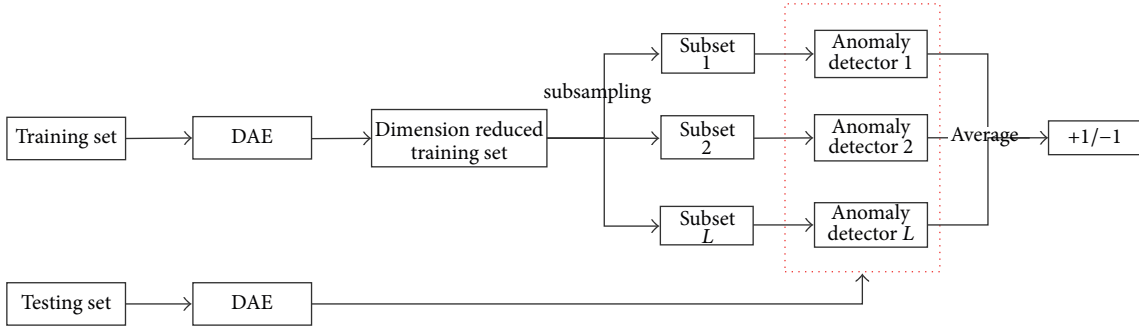 Training set
DAE
Dimension reduced
training set
subsampling
Subset
1
Anomaly
detector 1
Subset
2
Anomaly
detector 2
Subset
L
Anomaly
detector L
Average
+1/−1
Testing set
DAE